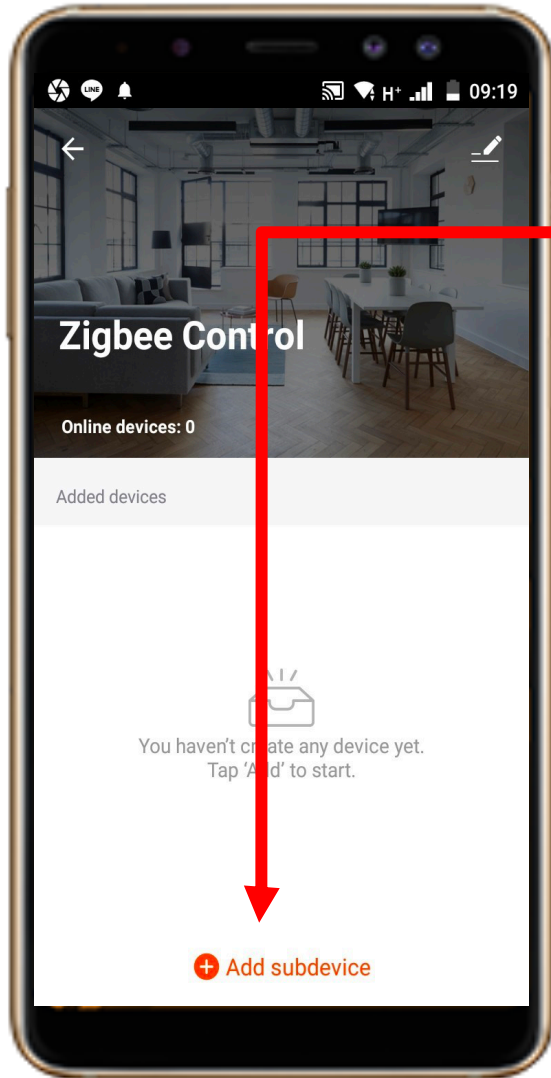 LINE
H+
09:19
Zigbee Control
Online devices: 0
Added devices
You haven't create any device yet.
Tap 'Add' to start.
Add subdevice